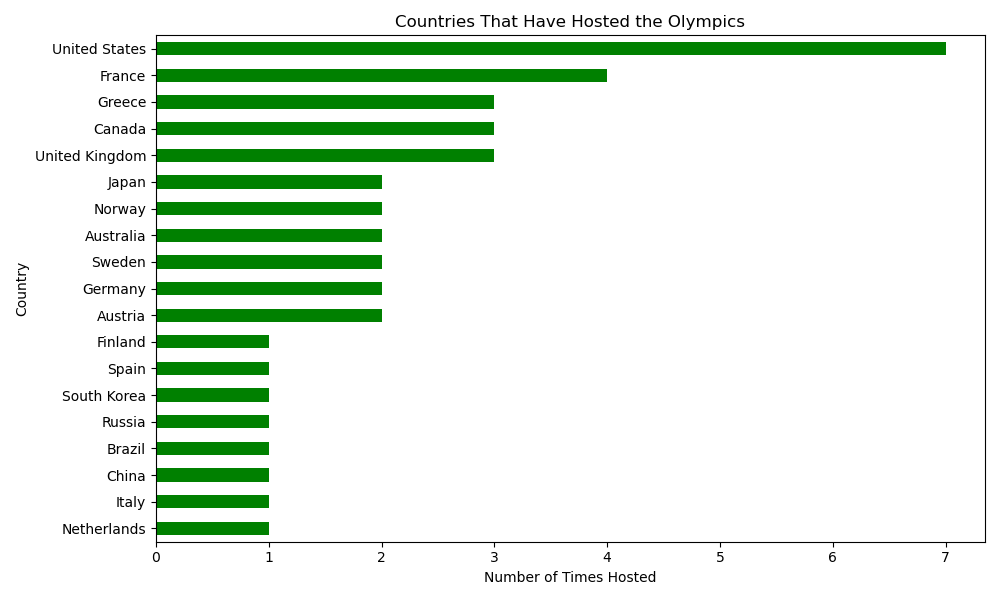 Countries That Have Hosted the Olympics
United States
France
Greece
Canada
United Kingdom
Japan
Norway
Australia
Sweden
Germany
Austria
Finland
Spain
South Korea
Russia
Brazil
China
Italy
Netherlands
Country
0 1 2 3 4 5 6 7
Number of Times Hosted